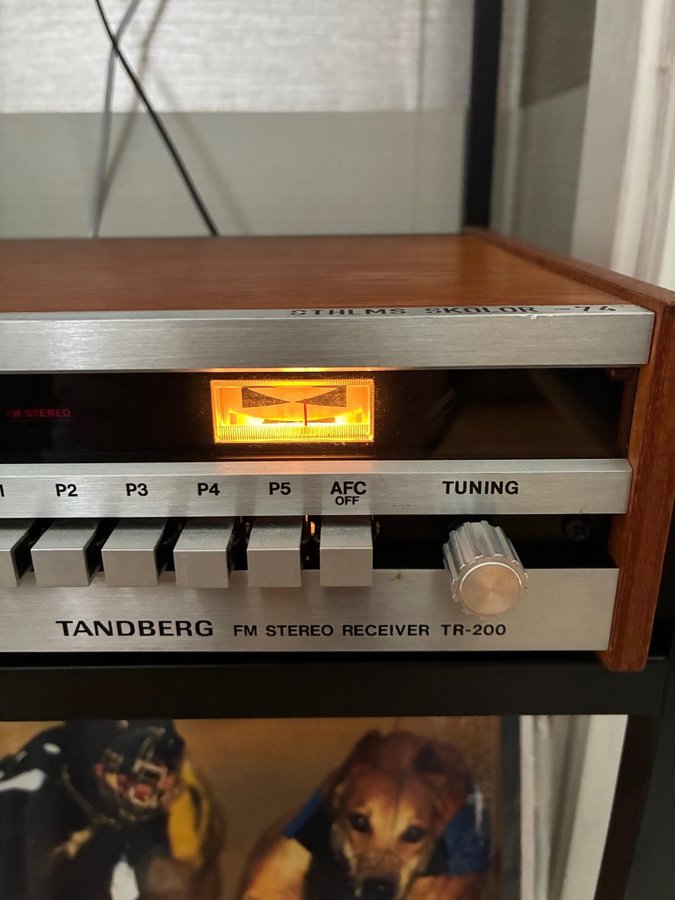 STHLMS SKOLOR -74
FM STEREO
P2 P3 P4 P5 AFC TUNING
OFF
TANDBERG FM STEREO RECEIVER TR-200